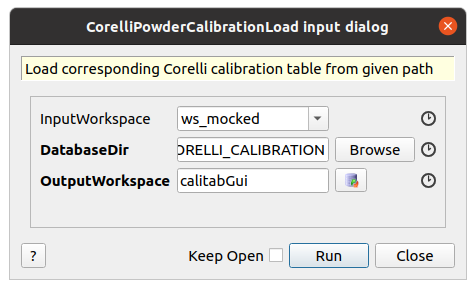 CorelliPowderCalibrationLoad input dialog
Load corresponding Corelli calibration table from given path
InputWorkspace ws_mocked
DatabaseDir ORELLI_CALIBRATION Browse
OutputWorkspace calitabGui
? Keep Open Run Close